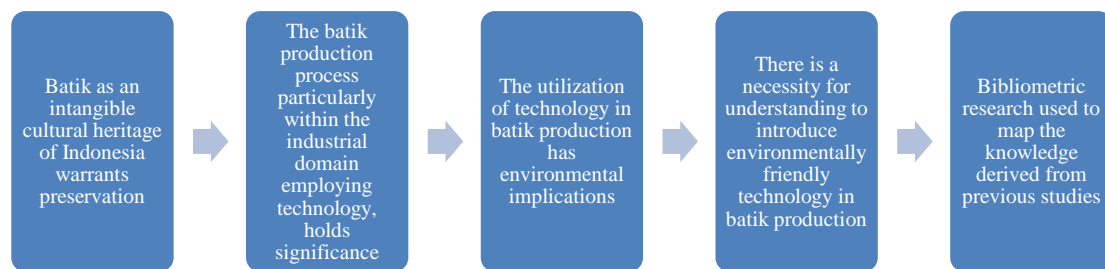 Batik as an
intangible
cultural heritage
of Indonesia
warrants
preservation
The batik
production
process
particularly
within the
industrial
domain
employing
technology,
holds
significance
The utilization
of technology in
batik production
has
environmental
implications
There is a
necessity for
understanding to
introduce
environmentally
friendly
technology in
batik production
Bibliometric
research used to
map the
knowledge
derived from
previous studies